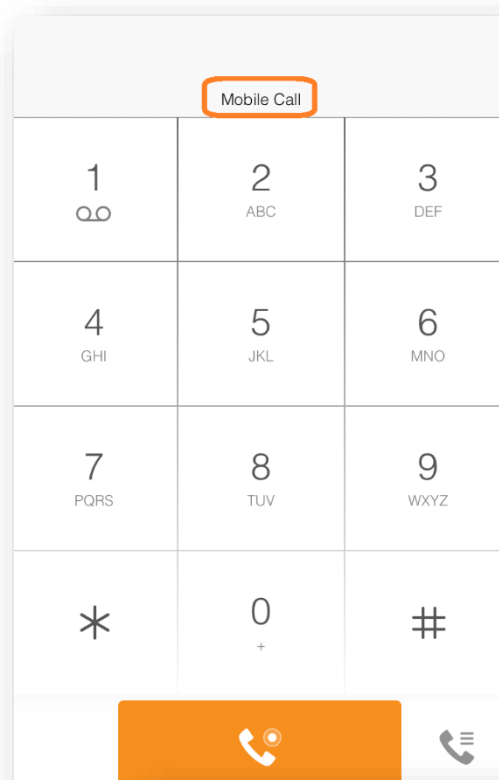 Mobile Call
1 2 3
ABC DEF
4 5 6
GHI JKL MNO
7 8 9
PQRS TUV WXYZ
* 0 #
+